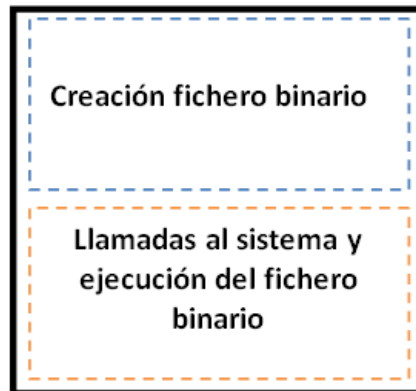 Creación fichero binario
Llamadas al sistema y
ejecución del fichero
binario